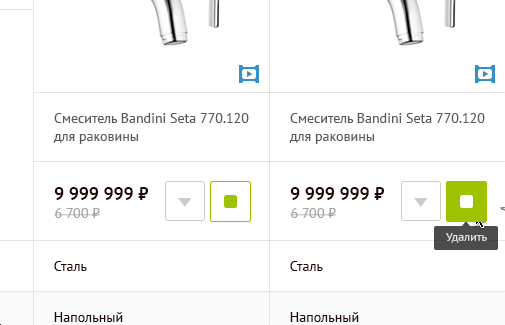 Смеситель Bandini Seta 770.120
для раковины
Смеситель Bandini Seta 770.120
для раковины
9 999 999 ₽
6 700 ₽
9 999 999 ₽
6 700 ₽
Удалить
Сталь
Сталь
Напольный
Напольный